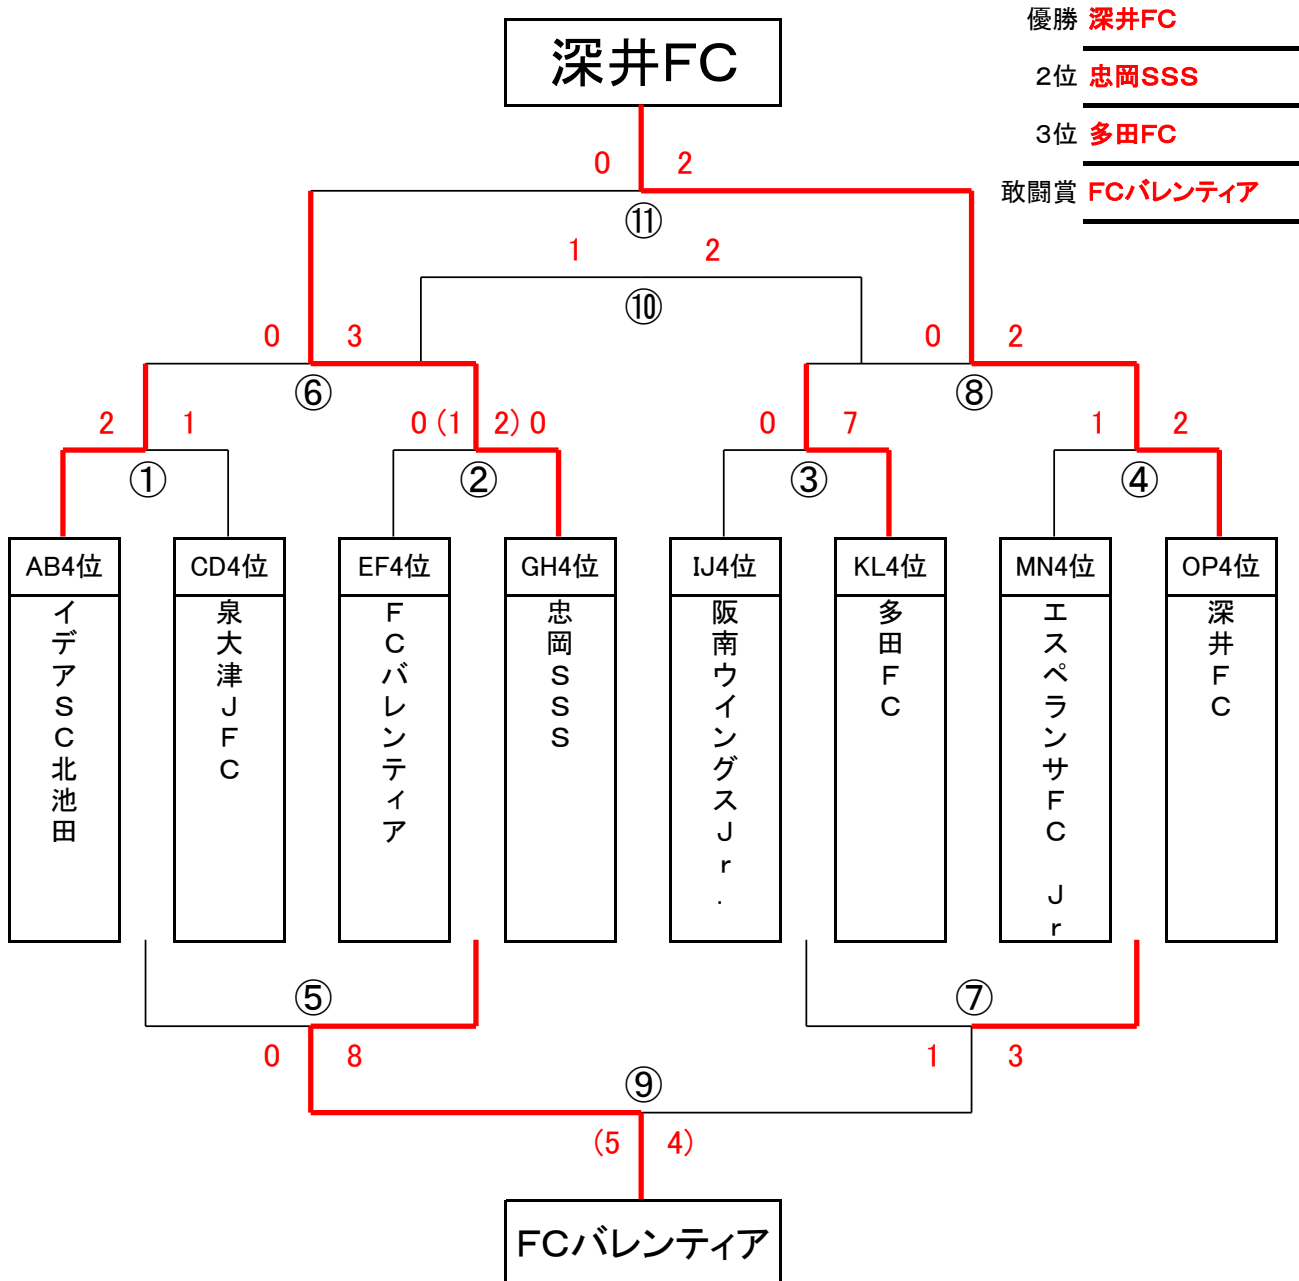 優勝 深井FC
深井FC
2位 忠岡SSS
3位 多田FC
敢闘賞 FCバレンティア
0 2
⑪
1 2
⑩
0 3 0 2
⑥ ⑧
2 1 0(1 2)0 0 7 1 2
① ② ③ ④
AB4位 CD4位 EF4位 GH4位 IJ4位 KL4位 MN4位 OP4位
イデアSC北池田
泉大津JFC
FCバレンティア
忠岡SSS
阪南ウイングスJr.
多田FC
エスペランサFC Jr
深井FC
⑤ ⑦
0 8 1 3
⑨
(5 4)
FCバレンティア